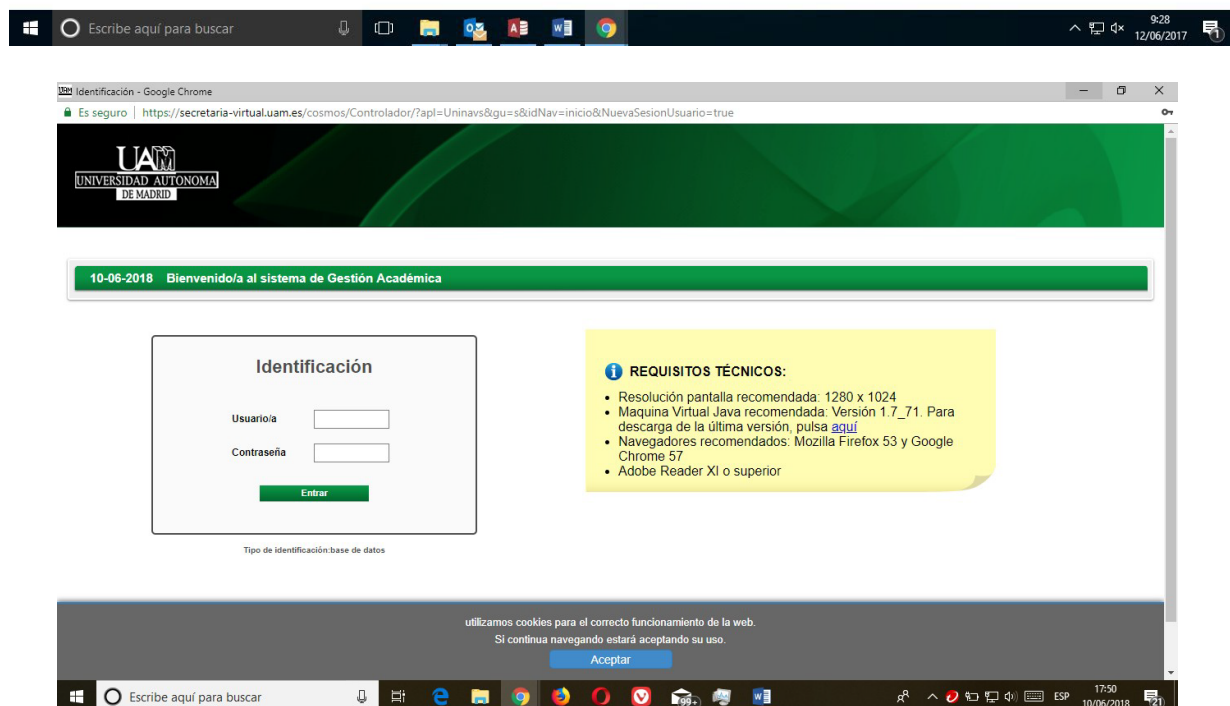 Escribe aquí para buscar
9:28
12/06/2017
1
UAM Identificación - Google Chrome
Es seguro | https://secretaria-virtual.uam.es/cosmos/Controlador/?apl=Uninavs&gu=s&idNav=inicio&NuevaSesionUsuario=true
UAM
UNIVERSIDAD AUTONOMA
DE MADRID
10-06-2018 Bienvenido/a al sistema de Gestión Académica
Identificación
Usuario/a
Contraseña
Entrar
Tipo de identificación:base de datos
REQUISITOS TÉCNICOS:
• Resolución pantalla recomendada: 1280 x 1024
• Maquina Virtual Java recomendada: Versión 1.7_71. Para
descarga de la última versión, pulsa aquí
• Navegadores recomendados: Mozilla Firefox 53 y Google
Chrome 57
• Adobe Reader XI o superior
utilizamos cookies para el correcto funcionamiento de la web.
Si continua navegando estará aceptando su uso.
Aceptar
Escribe aquí para buscar
99+
ESP
17:50
10/06/2018
21